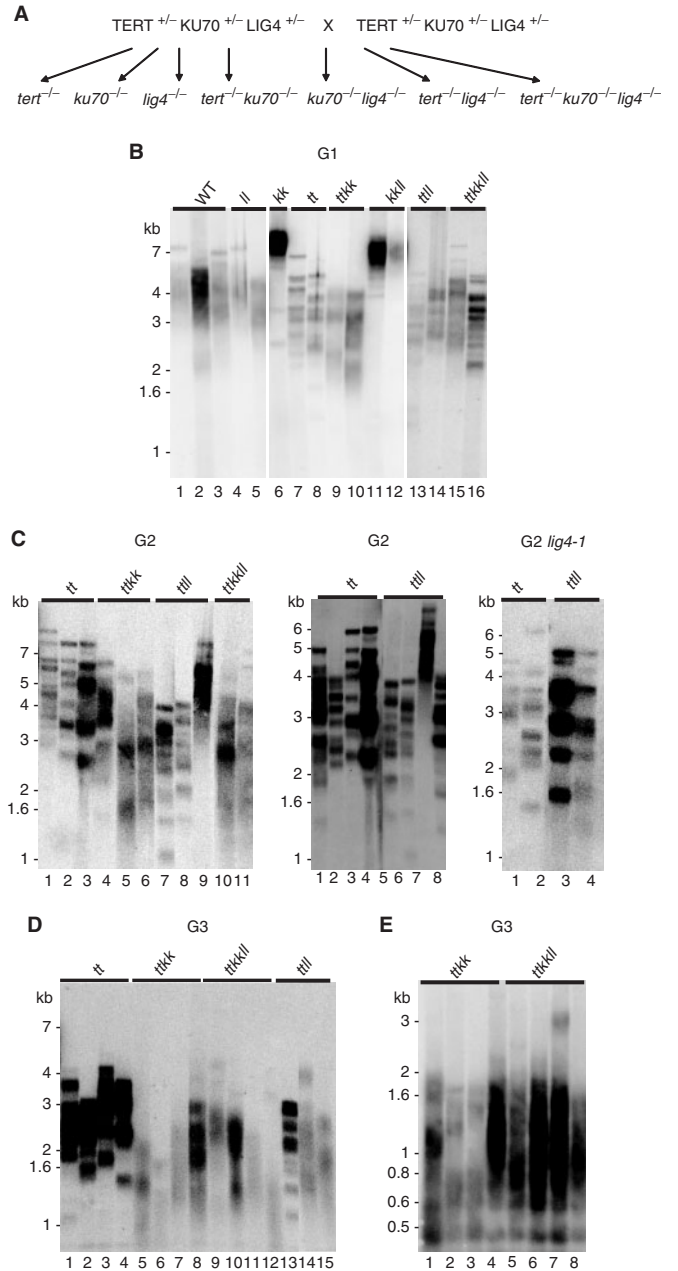 A
TERT +/– KU70 +/– LIG4 +/– X TERT +/– KU70 +/– LIG4 +/–
tert–/– ku70–/– lig4–/– tert–/–ku70–/– ku70–/–lig4–/– tert–/–lig4–/– tert–/–ku70–/–lig4–/–
B
G1
WT ll kk tt ttkk kkll ttll ttkkll
kb
7 -
4 -
3 -
2 -
1.6 -
1 -
1 2 3 4 5 6 7 8 9 10 11 12 13 14 15 16
C
G2
tt ttkk ttll ttkkll
kb
7 -
5 -
4 -
3 -
2 -
1.6 -
1 -
1 2 3 4 5 6 7 8 9 10 11
G2
tt ttll
kb
6 -
5 -
4 -
3 -
2 -
1.6 -
1 -
1 2 3 4 5 6 7 8
G2 lig4-1
tt ttll
kb
6 -
5 -
4 -
3 -
2 -
1.6 -
1 -
1 2 3 4
D
G3
tt ttkk ttkkll ttll
kb
7 -
4 -
3 -
2 -
1.6 -
1 -
1 2 3 4 5 6 7 8 9 10 11 12 13 14 15
E
G3
ttkk ttkkll
kb
3 -
2 -
1.6 -
1 -
0.8 -
0.6 -
0.5 -
1 2 3 4 5 6 7 8